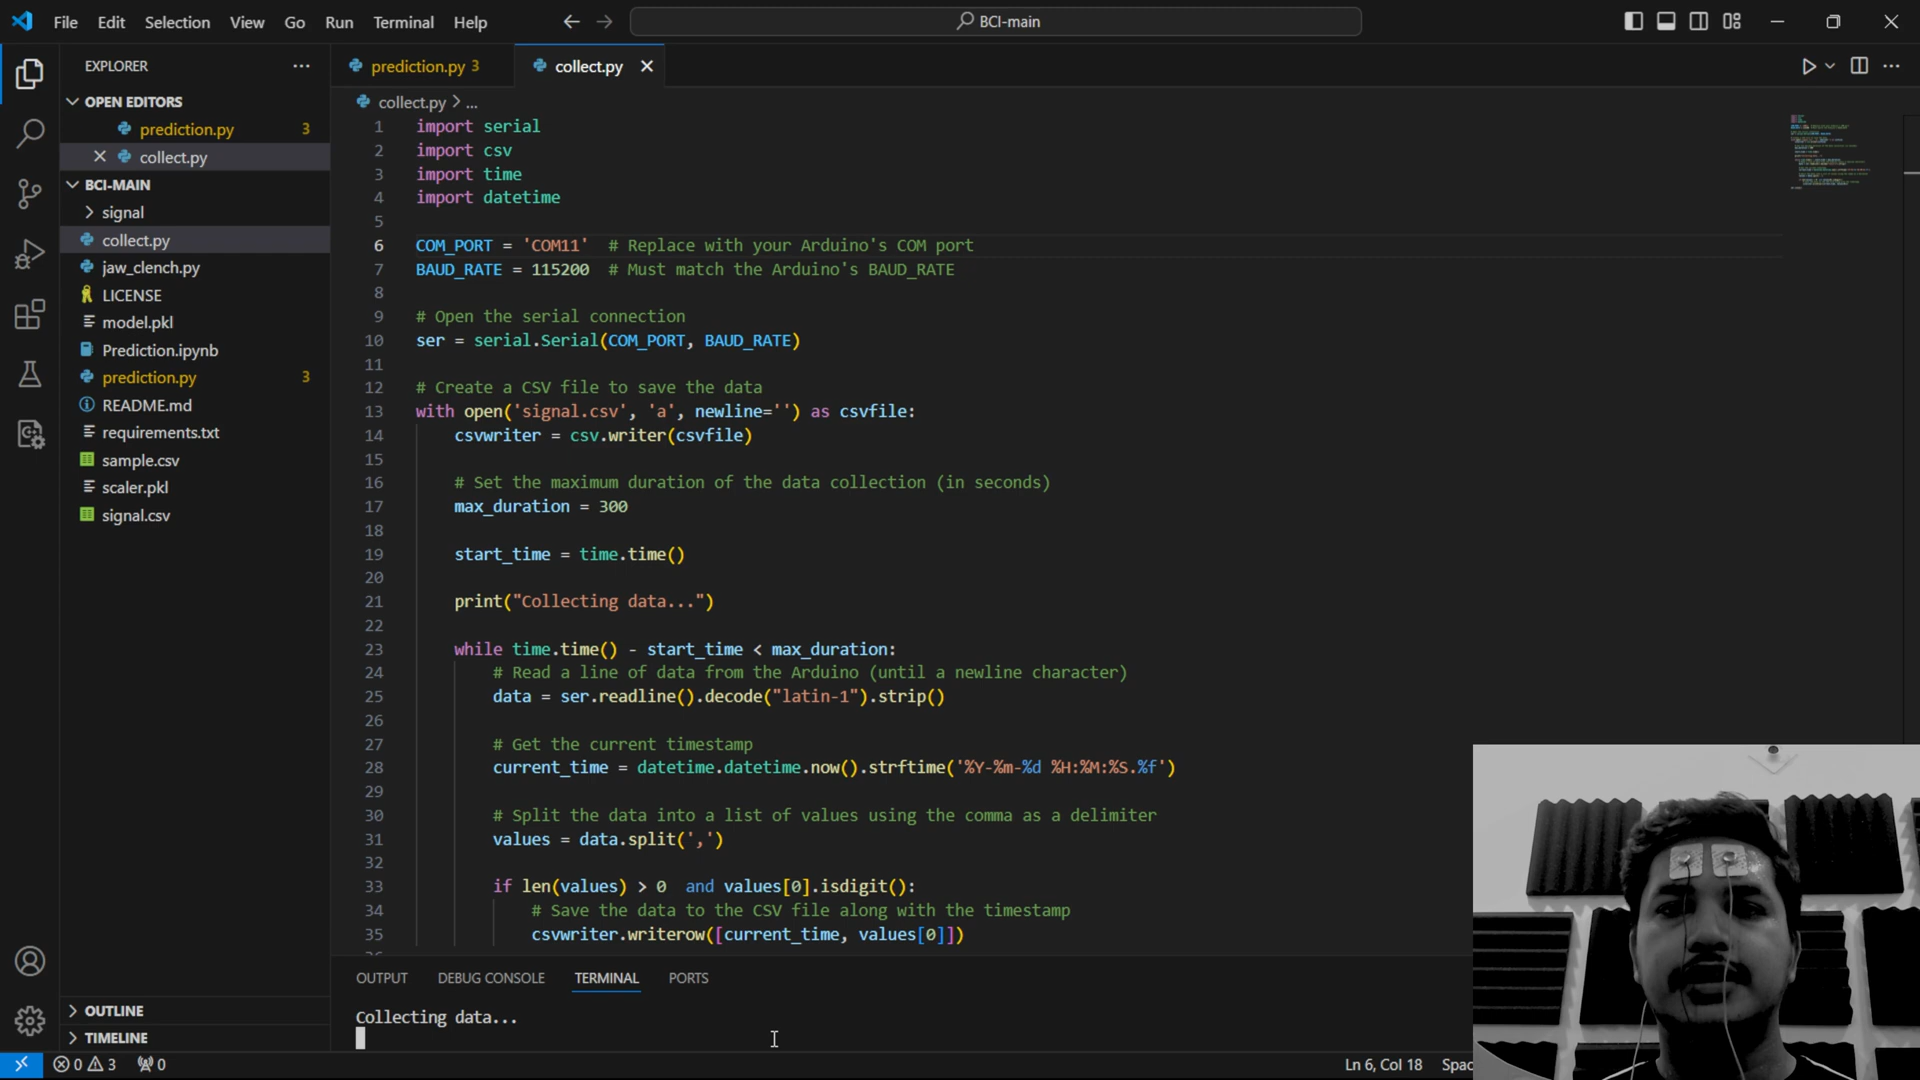 File Edit Selection View Go Run Terminal Help
BCI-main
EXPLORER
OPEN EDITORS
prediction.py 3
collect.py
BCI-MAIN
signal
collect.py
jaw_clench.py
LICENSE
model.pkl
Prediction.ipynb
prediction.py 3
README.md
requirements.txt
sample.csv
scaler.pkl
signal.csv
OUTLINE
TIMELINE
prediction.py 3
collect.py
collect.py > ...
1 import serial
2 import csv
3 import time
4 import datetime
5
6 COM_PORT = 'COM11' # Replace with your Arduino's COM port
7 BAUD_RATE = 115200 # Must match the Arduino's BAUD_RATE
8
9 # Open the serial connection
10 ser = serial.Serial(COM_PORT, BAUD_RATE)
11
12 # Create a CSV file to save the data
13 with open('signal.csv', 'a', newline='') as csvfile:
14 csvwriter = csv.writer(csvfile)
15
16 # Set the maximum duration of the data collection (in seconds)
17 max_duration = 300
18
19 start_time = time.time()
20
21 print("Collecting data...")
22
23 while time.time() - start_time < max_duration:
24 # Read a line of data from the Arduino (until a newline character)
25 data = ser.readline().decode("latin-1").strip()
26
27 # Get the current timestamp
28 current_time = datetime.datetime.now().strftime('%Y-%m-%d %H:%M:%S.%f')
29
30 # Split the data into a list of values using the comma as a delimiter
31 values = data.split(',')
32
33 if len(values) > 0 and values[0].isdigit():
34 # Save the data to the CSV file along with the timestamp
35 csvwriter.writerow([current_time, values[0]])
OUTPUT DEBUG CONSOLE TERMINAL PORTS
Collecting data...
0 3 0
Ln 6, Col 18 Spac